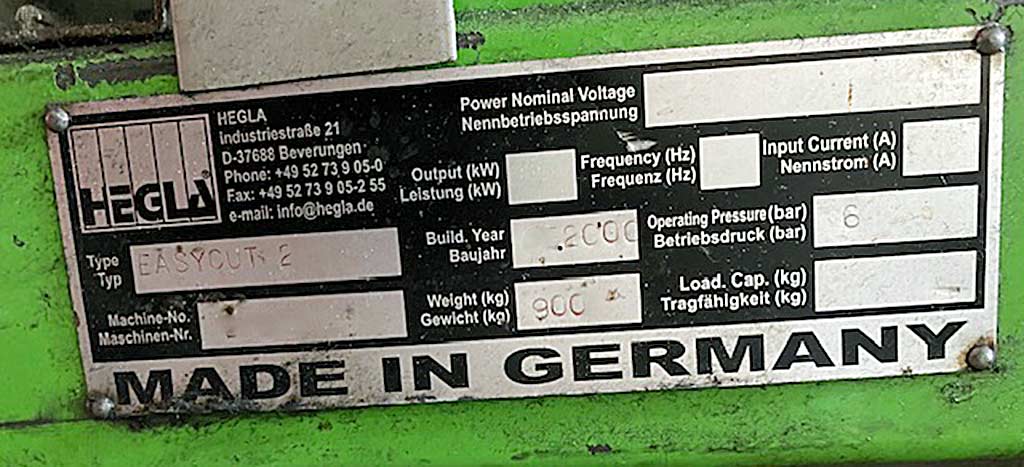 HEGLA
HEGLA
Industriestraße 21
D-37688 Beverungen
Phone: +49 52 73 9 05-0
Fax: +49 52 73 9 05-2 55
e-mail: info@hegla.de
Power Nominal Voltage
Nennbetriebsspannung
Output (kW)
Leistung (kW)
Frequency (Hz)
Frequenz (Hz)
Input Current (A)
Nennstrom (A)
Type
Typ
EASYCUT 2
Build. Year
Baujahr
2000
Operating Pressure (bar)
Betriebsdruck (bar)
6
Machine-No.
Maschinen-Nr.
Weight (kg)
Gewicht (kg)
900
Load. Cap. (kg)
Tragfähigkeit (kg)
MADE IN GERMANY